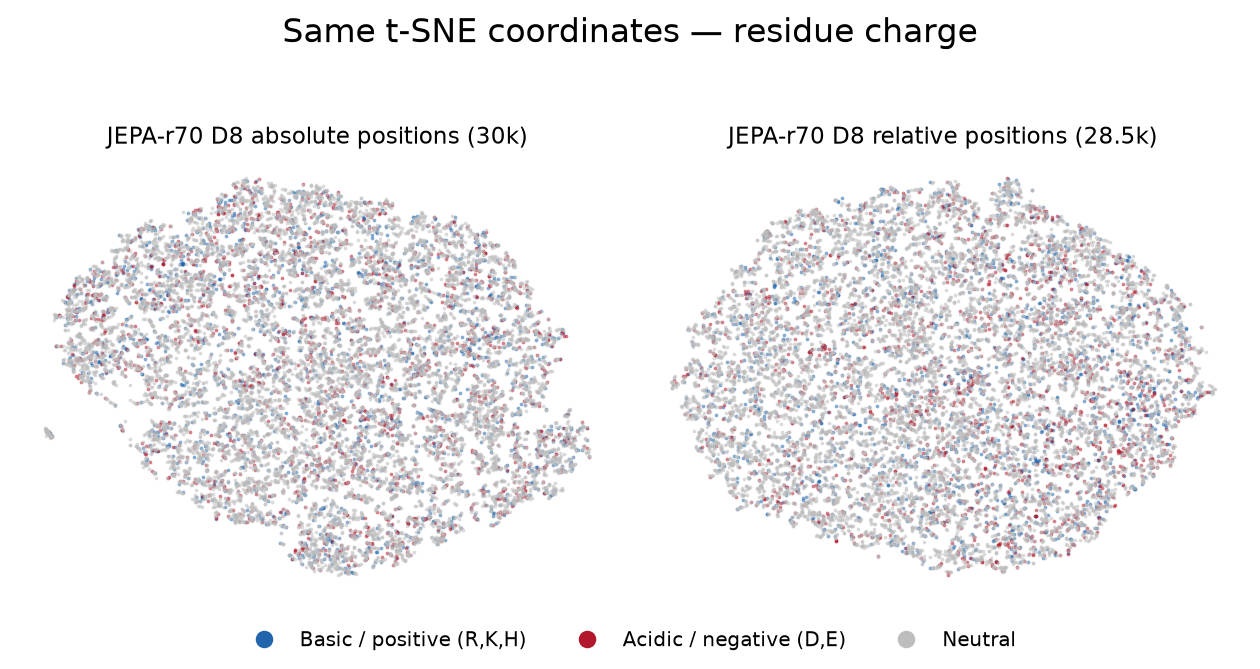 Same t-SNE coordinates — residue charge
JEPA-r70 D8 absolute positions (30k)
JEPA-r70 D8 relative positions (28.5k)
Basic / positive (R,K,H)
Acidic / negative (D,E)
Neutral